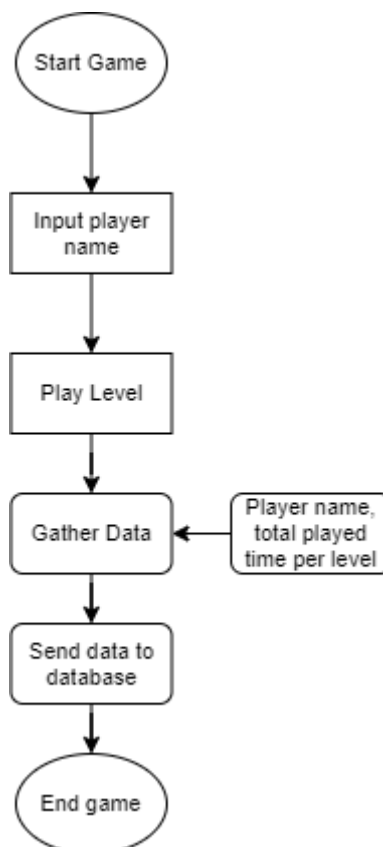 Start Game
Input player
name
Play Level
Gather Data
Player name,
total played
time per level
Send data to
database
End game